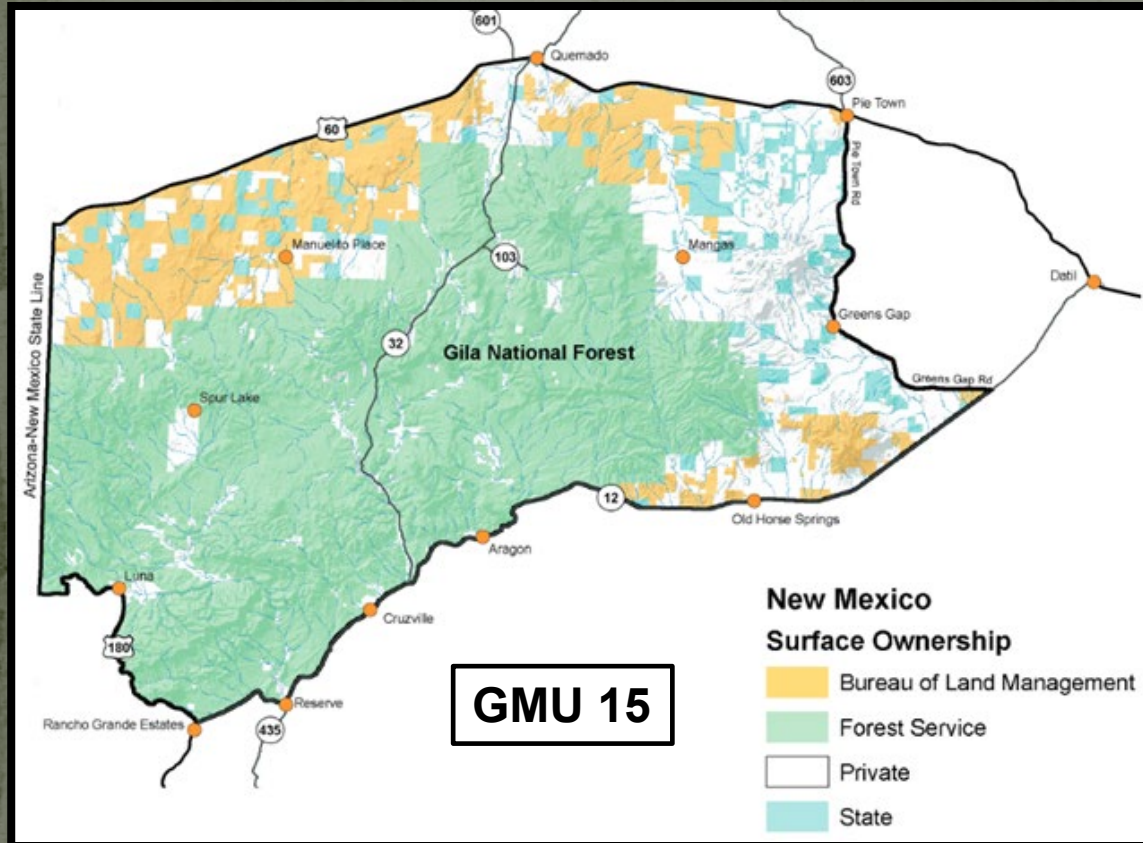 601
Quemado
603
Pie Town
60
Pie Town Rd
Manuelito Place
103
Mangas
Datil
Arizona-New Mexico State Line
32
Greens Gap
Gila National Forest
Greens Gap Rd
Spur Lake
12
Old Horse Springs
Aragon
Luna
Cruzville
180
New Mexico
Surface Ownership
Bureau of Land Management
Forest Service
Private
State
GMU 15
Reserve
Rancho Grande Estates
435